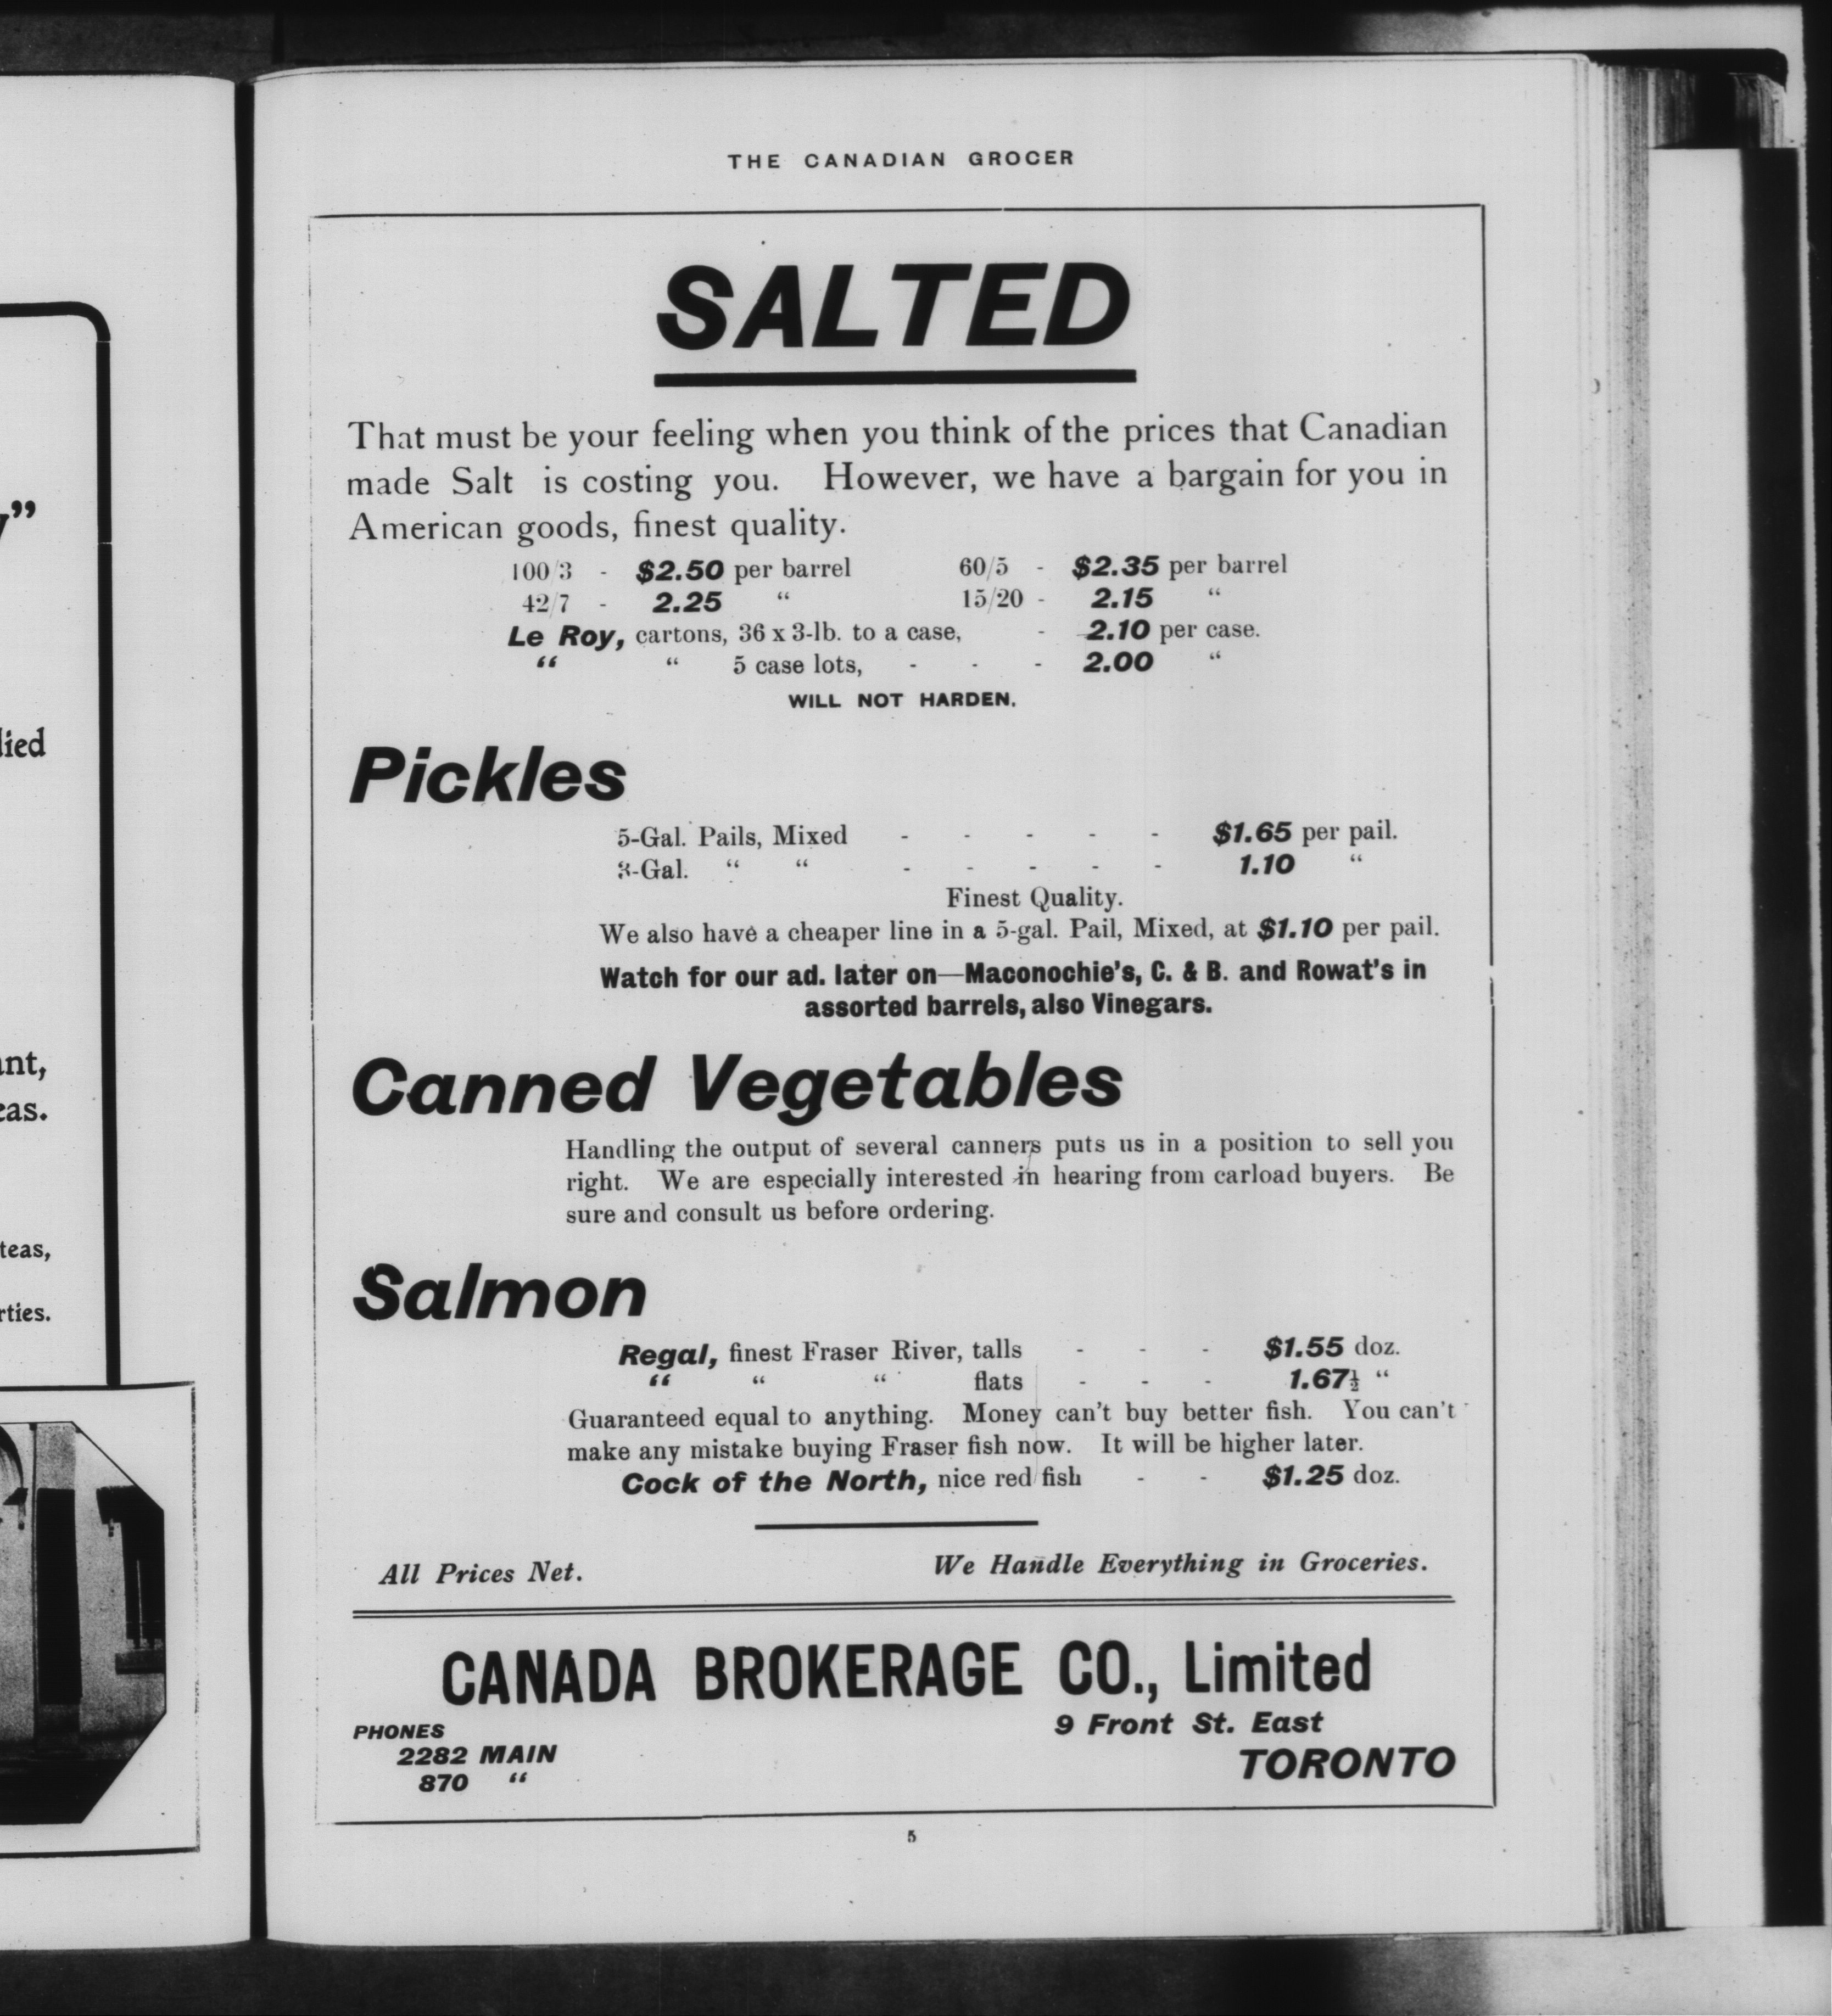 y”
lied
ant,
eas.
teas,
rties.
THE CANADIAN GROCER
SALTED
That must be your feeling when you think of the prices that Canadian
made Salt is costing you. However, we have a bargain for you in
American goods, finest quality.
100/3 - $2.50 per barrel 60/5 - $2.35 per barrel
42/7 - 2.25 “ 15/20 - 2.15 “
Le Roy, cartons, 36 x 3-lb. to a case, - 2.10 per case.
“ “ 5 case lots, - - - 2.00 “
WILL NOT HARDEN.
Pickles
5-Gal. Pails, Mixed - - - - - $1.65 per pail.
3-Gal. “ “ - - - - - 1.10 “
Finest Quality.
We also have a cheaper line in a 5-gal. Pail, Mixed, at $1.10 per pail.
Watch for our ad. later on—Maconochie's, C. & B. and Rowat's in
assorted barrels, also Vinegars.
Canned Vegetables
Handling the output of several canners puts us in a position to sell you
right. We are especially interested in hearing from carload buyers. Be
sure and consult us before ordering.
Salmon
Regal, finest Fraser River, talls - - - $1.55 doz.
“ “ “ flats - - - 1.67½ “
Guaranteed equal to anything. Money can't buy better fish. You can't
make any mistake buying Fraser fish now. It will be higher later.
Cock of the North, nice red fish - - $1.25 doz.
All Prices Net. We Handle Everything in Groceries.
CANADA BROKERAGE CO., Limited
PHONES 9 Front St. East
2282 MAIN TORONTO
870 “
5